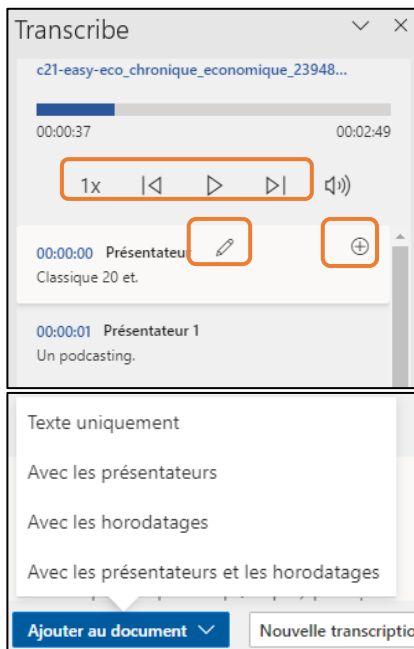 Transcribe
c21-easy-eco_chronique_economique_23948...
00:00:37 00:02:49
1x
00:00:00 Présentateu
Classique 20 et.
00:00:01 Présentateur 1
Un podcasting.
Texte uniquement
Avec les présentateurs
Avec les horodatages
Avec les présentateurs et les horodatages
Ajouter au document Nouvelle transcriptio